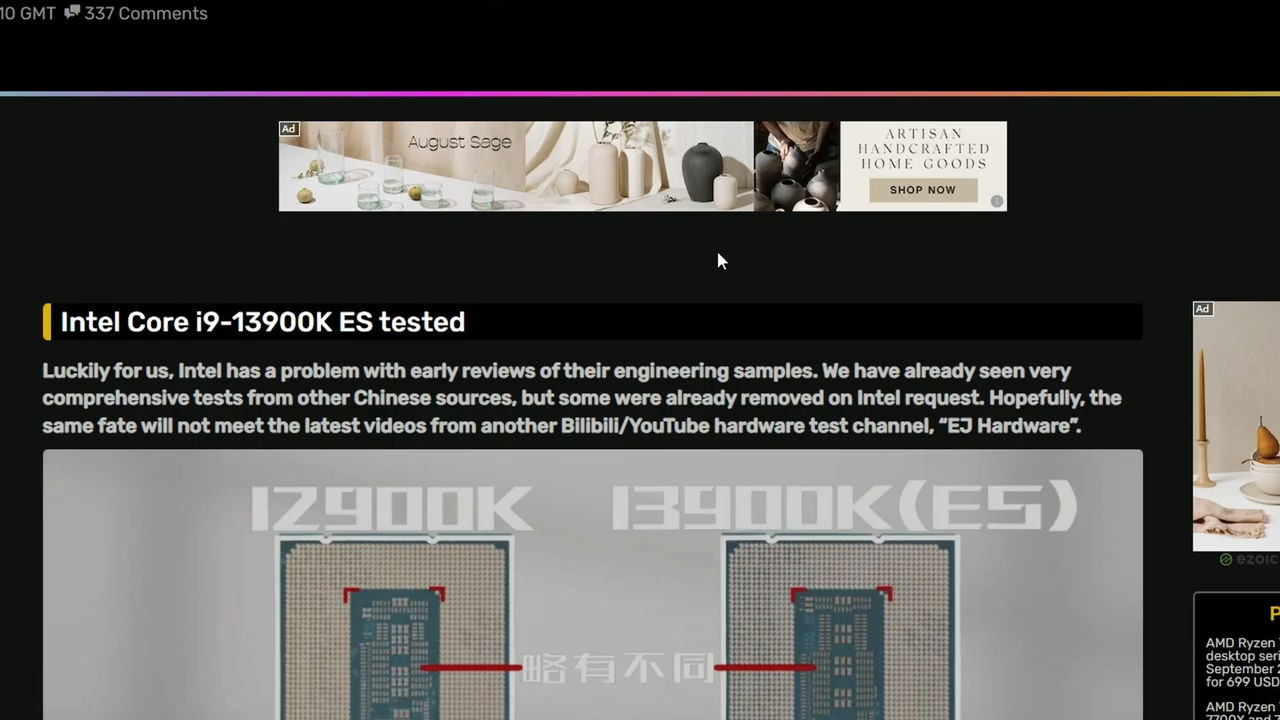 10 GMT 337 Comments
Ad
August Sage
ARTISAN
HANDCRAFTED
HOME GOODS
SHOP NOW
Intel Core i9-13900K ES tested
Luckily for us, Intel has a problem with early reviews of their engineering samples. We have already seen very
comprehensive tests from other Chinese sources, but some were already removed on Intel request. Hopefully, the
same fate will not meet the latest videos from another Bilibili/YouTube hardware test channel, “EJ Hardware”.
12900K 13900K(ES)
略有不同
Ad
ezoic
P
AMD Ryzen
desktop seri
September 2
for 699 USD
AMD Ryzen